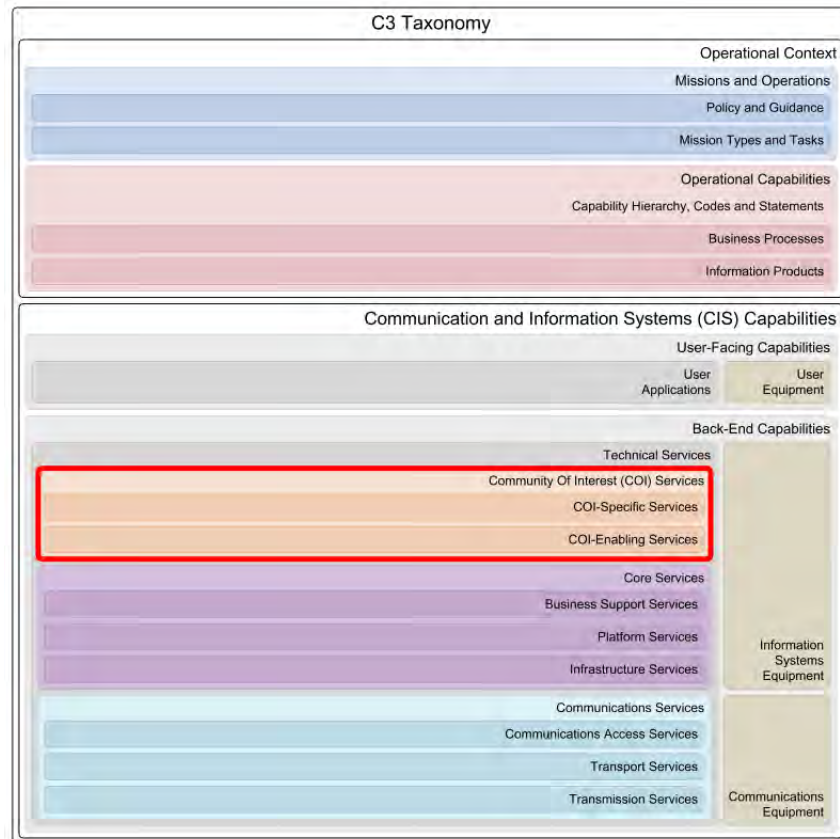 C3 Taxonomy
Operational Context
Missions and Operations
Policy and Guidance
Mission Types and Tasks
Operational Capabilities
Capability Hierarchy, Codes and Statements
Business Processes
Information Products
Communication and Information Systems (CIS) Capabilities
User-Facing Capabilities
User
Applications
User
Equipment
Back-End Capabilities
Technical Services
Community Of Interest (COI) Services
COI-Specific Services
COI-Enabling Services
Core Services
Business Support Services
Platform Services
Infrastructure Services
Information
Systems
Equipment
Communications Services
Communications Access Services
Transport Services
Transmission Services
Communications
Equipment